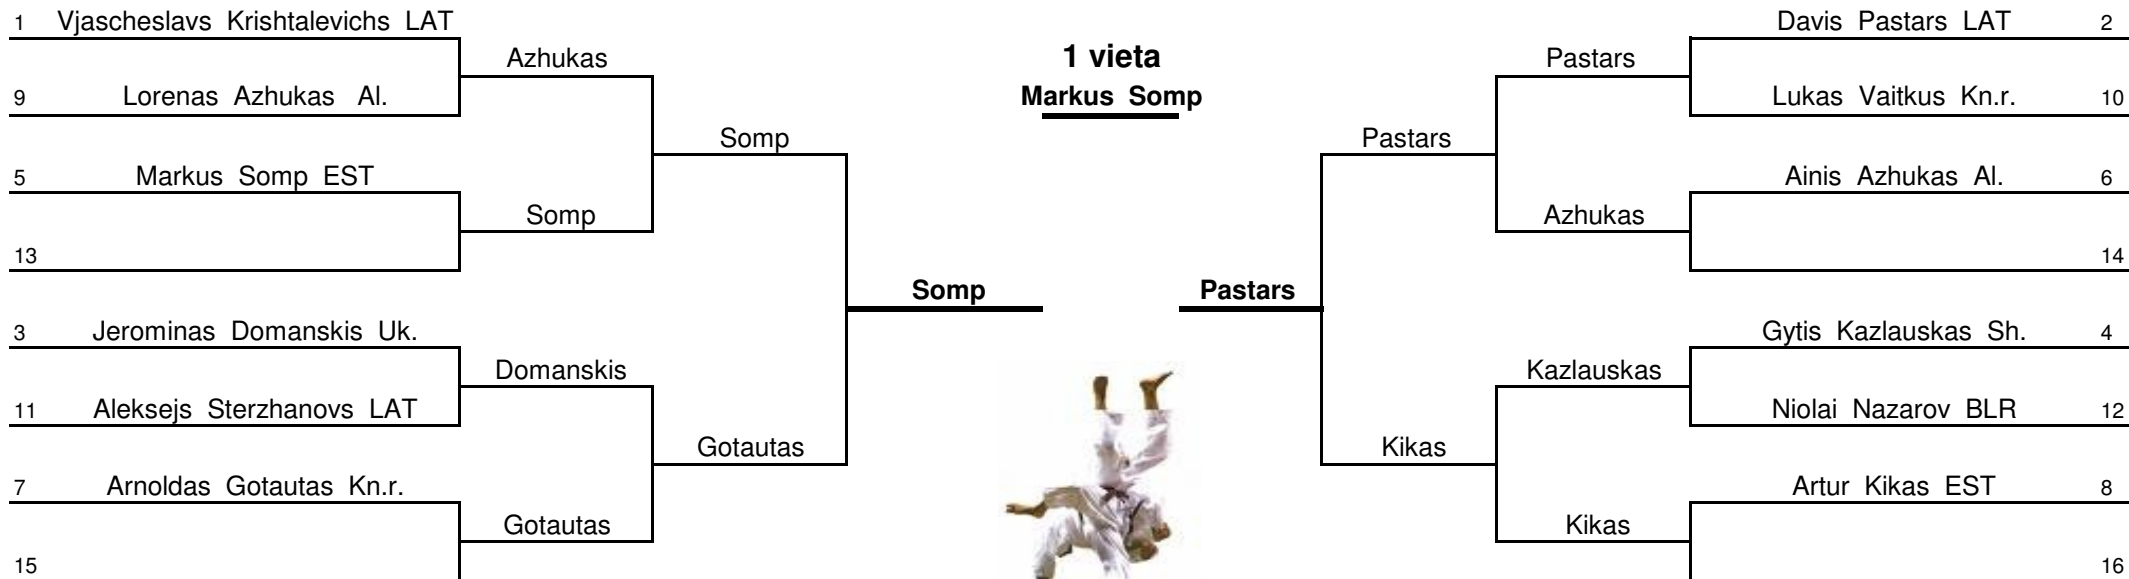 1 Vjascheslavs Krishtalevichs LAT
Davis Pastars LAT 2
Azhukas
1 vieta
Pastars
9 Lorenas Azhukas Al.
Markus Somp
Lukas Vaitkus Kn.r. 10
Somp
Pastars
5 Markus Somp EST
Ainis Azhukas Al. 6
Somp
Azhukas
13
14
Somp
Pastars
3 Jerominas Domanskis Uk.
Gytis Kazlauskas Sh. 4
Domanskis
Kazlauskas
11 Aleksejs Sterzhanovs LAT
Niolai Nazarov BLR 12
Gotautas
Kikas
7 Arnoldas Gotautas Kn.r.
Artur Kikas EST 8
Gotautas
Kikas
15
16